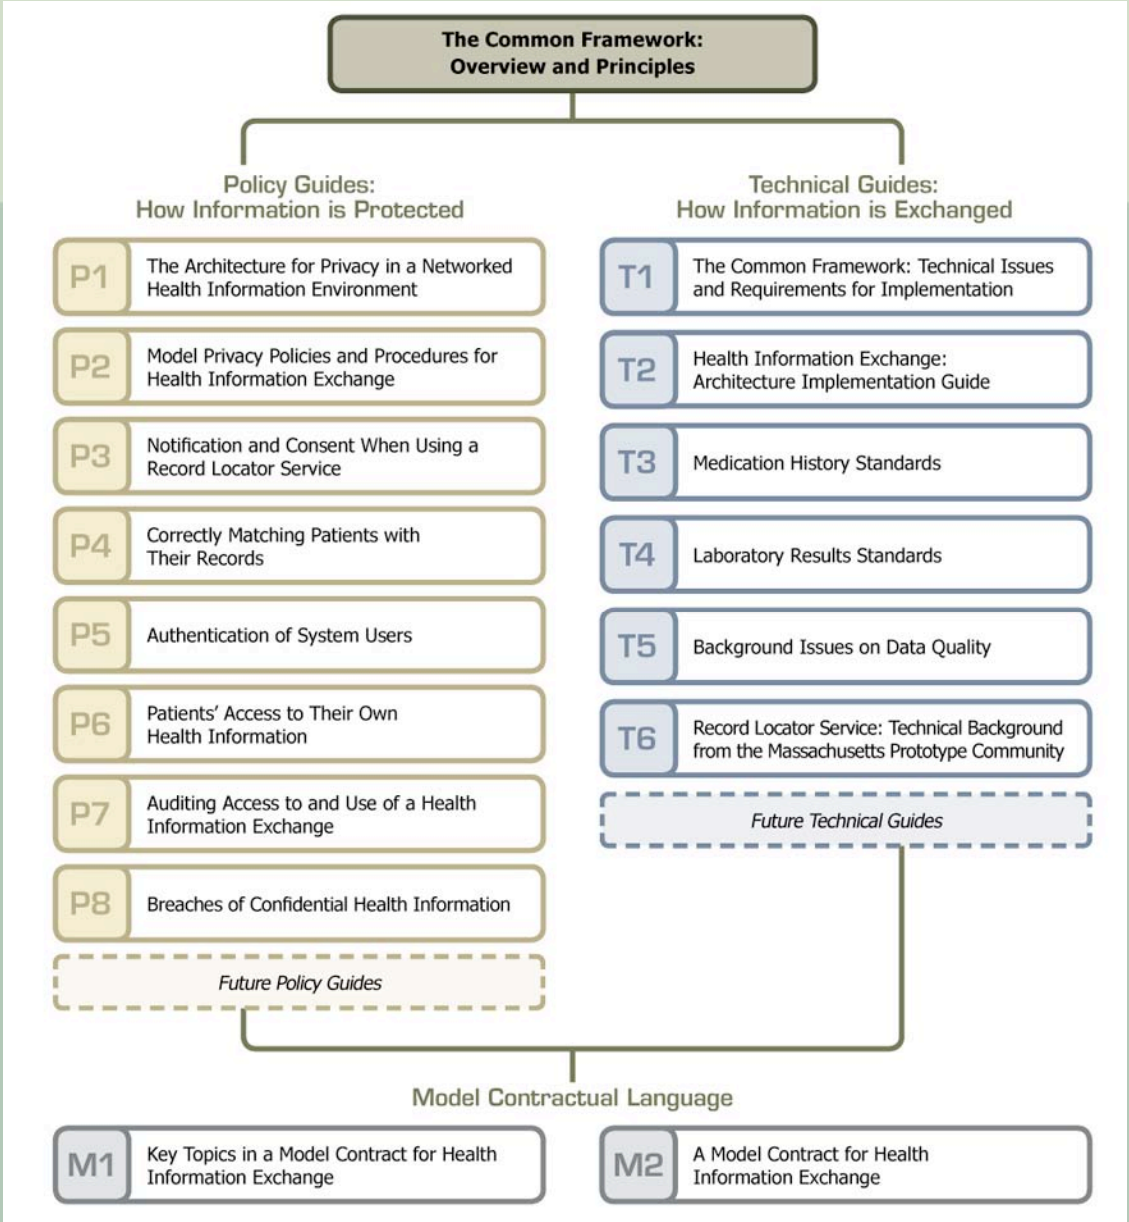 The Common Framework:
Overview and Principles
Policy Guides:
How Information is Protected
P1
The Architecture for Privacy in a Networked
Health Information Environment
P2
Model Privacy Policies and Procedures for
Health Information Exchange
P3
Notification and Consent When Using a
Record Locator Service
P4
Correctly Matching Patients with
Their Records
P5
Authentication of System Users
P6
Patients’ Access to Their Own
Health Information
P7
Auditing Access to and Use of a Health
Information Exchange
P8
Breaches of Confidential Health Information
Future Policy Guides
Technical Guides:
How Information is Exchanged
T1
The Common Framework: Technical Issues
and Requirements for Implementation
T2
Health Information Exchange:
Architecture Implementation Guide
T3
Medication History Standards
T4
Laboratory Results Standards
T5
Background Issues on Data Quality
T6
Record Locator Service: Technical Background
from the Massachusetts Prototype Community
Future Technical Guides
Model Contractual Language
M1
Key Topics in a Model Contract for Health
Information Exchange
M2
A Model Contract for Health
Information Exchange